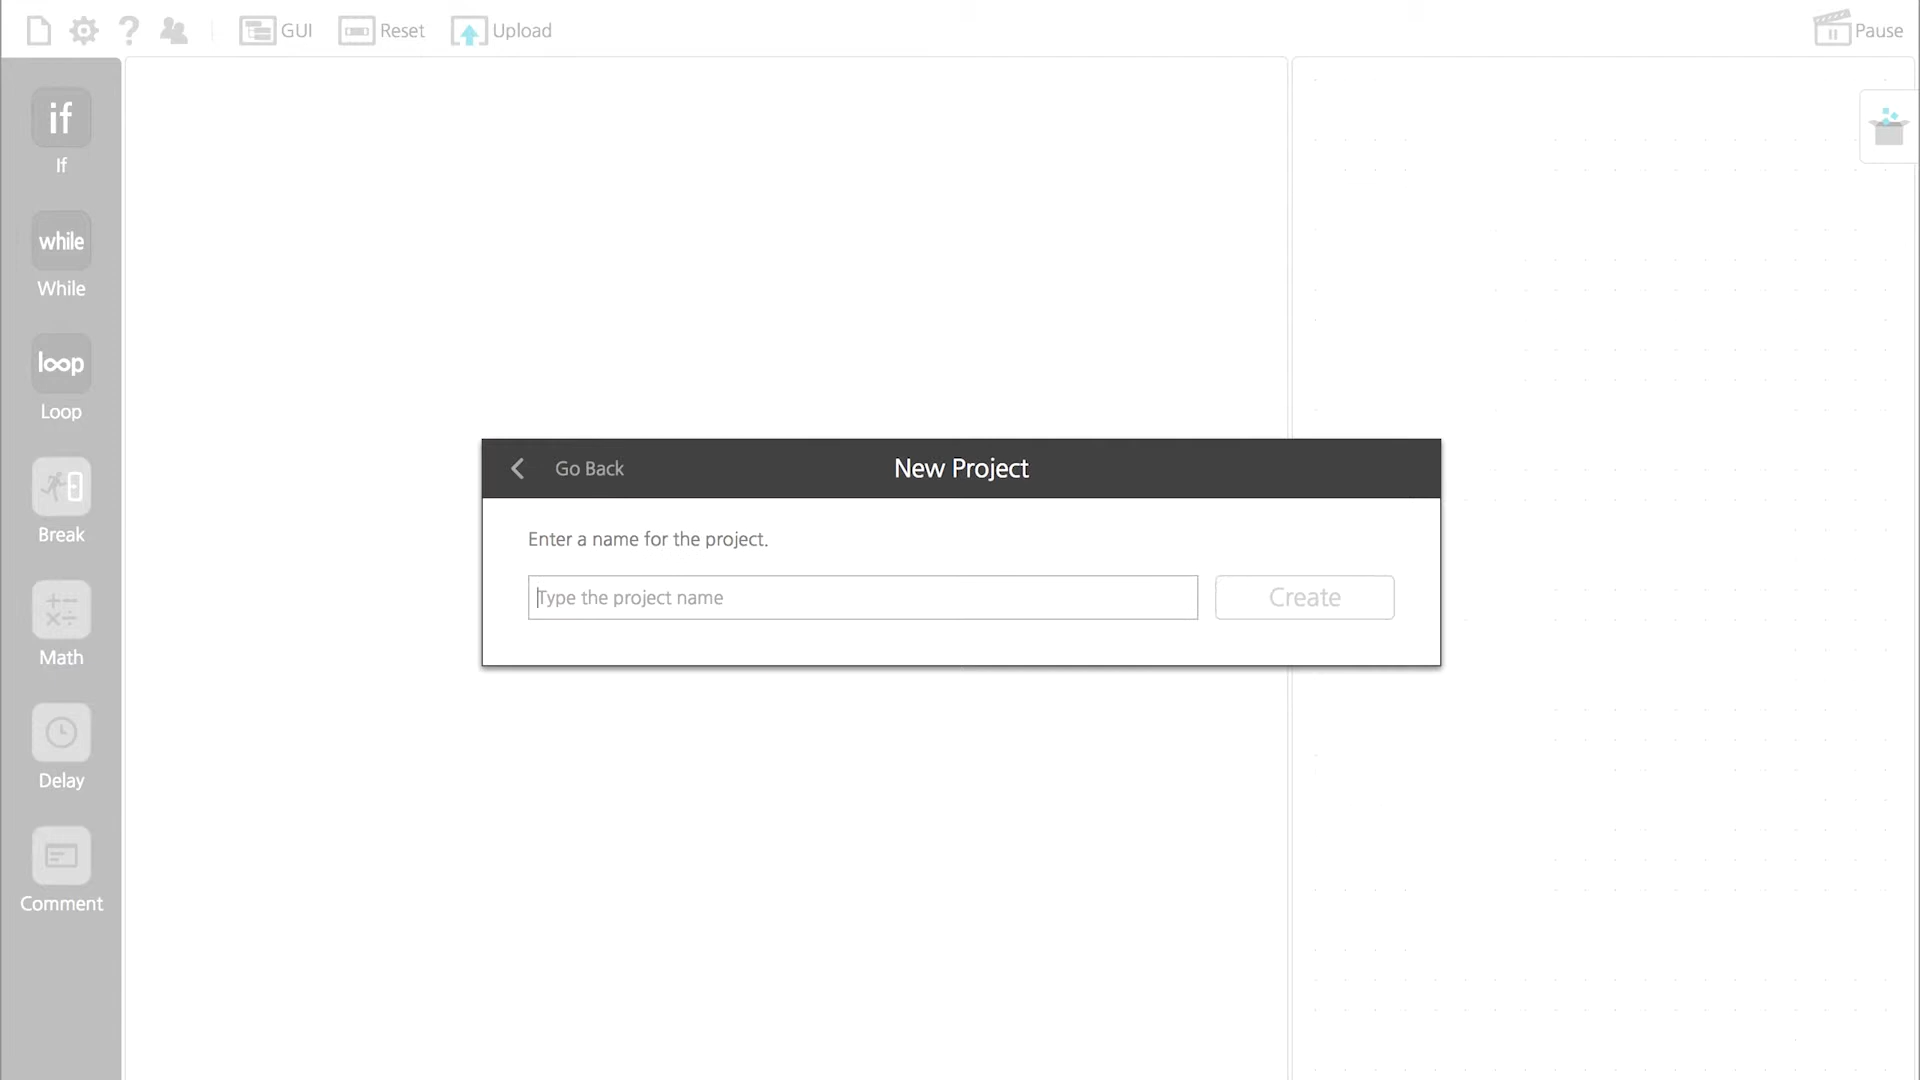 GUI
Reset
Upload
Pause
if
If
while
While
loop
Loop
Break
Math
Delay
Comment
Go Back
New Project
Enter a name for the project.
Type the project name
Create